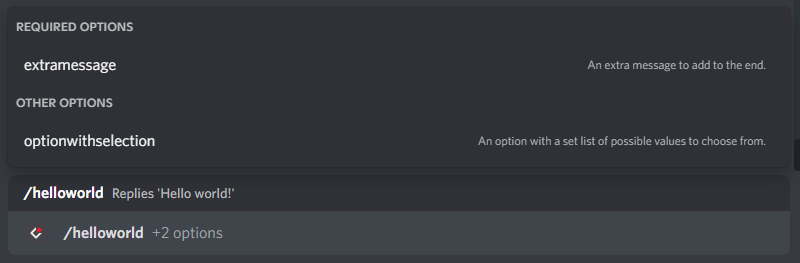 REQUIRED OPTIONS
extramessage An extra message to add to the end.
OTHER OPTIONS
optionwithselection An option with a set list of possible values to choose from.
/helloworld Replies 'Hello world!'
/helloworld +2 options